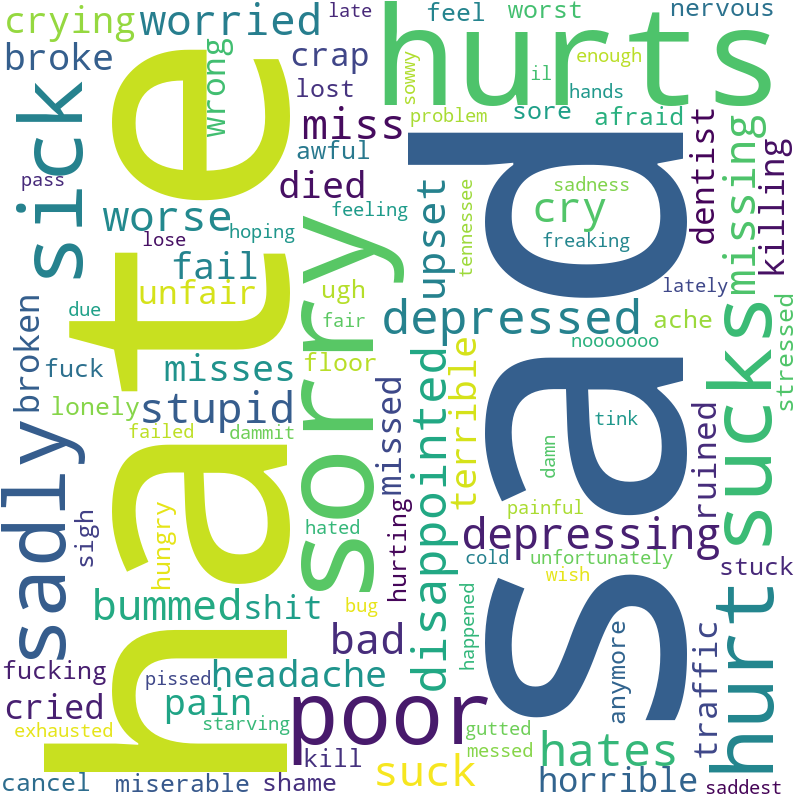 crying
worried
late
feel
worst
nervous
broke
crap
hurts
enough
wrong
lost
sowwy
il
hands
sick
hate
miss
problem
sore
afraid
awful
dentist
missing
killing
pass
died
sad
worse
feeling
upset
tennessee
cry
sadness
lose
hoping
freaking
fail
sorry
unfair
ugh
lately
due
fair
depressed
ache
broken
nooooooo
sucks
stressed
fuck
misses
floor
lonely
stupid
missed
disappointed
terrible
tink
ruined
failed
dammit
damn
sadly
sigh
hungry
hated
hurting
painful
depressing
cold
unfortunately
wish
stuck
bummed
shit
bug
happened
hurt
bad
anymore
traffic
fucking
pissed
headache
cried
pain
poor
starving
exhausted
gutted
messed
hates
kill
suck
cancel
miserable
shame
horrible
saddest